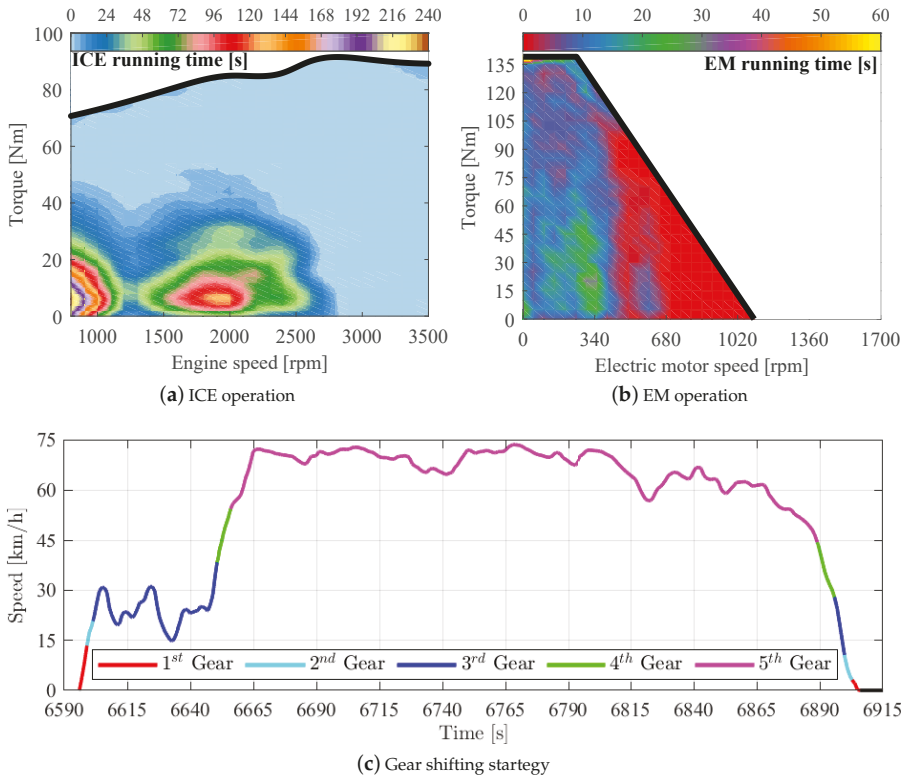 0 24 48 72 96 120 144 168 192 216 240
ICE running time [s]
100
80
60
40
20
0
Torque [Nm]
1000 1500 2000 2500 3000 3500
Engine speed [rpm]
(a) ICE operation
0 10 20 30 40 50 60
EM running time [s]
135
120
105
90
75
60
45
30
15
0
Torque [Nm]
0 340 680 1020 1360 1700
Electric motor speed [rpm]
(b) EM operation
75
60
45
30
15
0
Speed [km/h]
1st Gear 2nd Gear 3rd Gear 4th Gear 5th Gear
6590 6615 6640 6665 6690 6715 6740 6765 6790 6815 6840 6865 6890 6915
Time [s]
(c) Gear shifting startegy